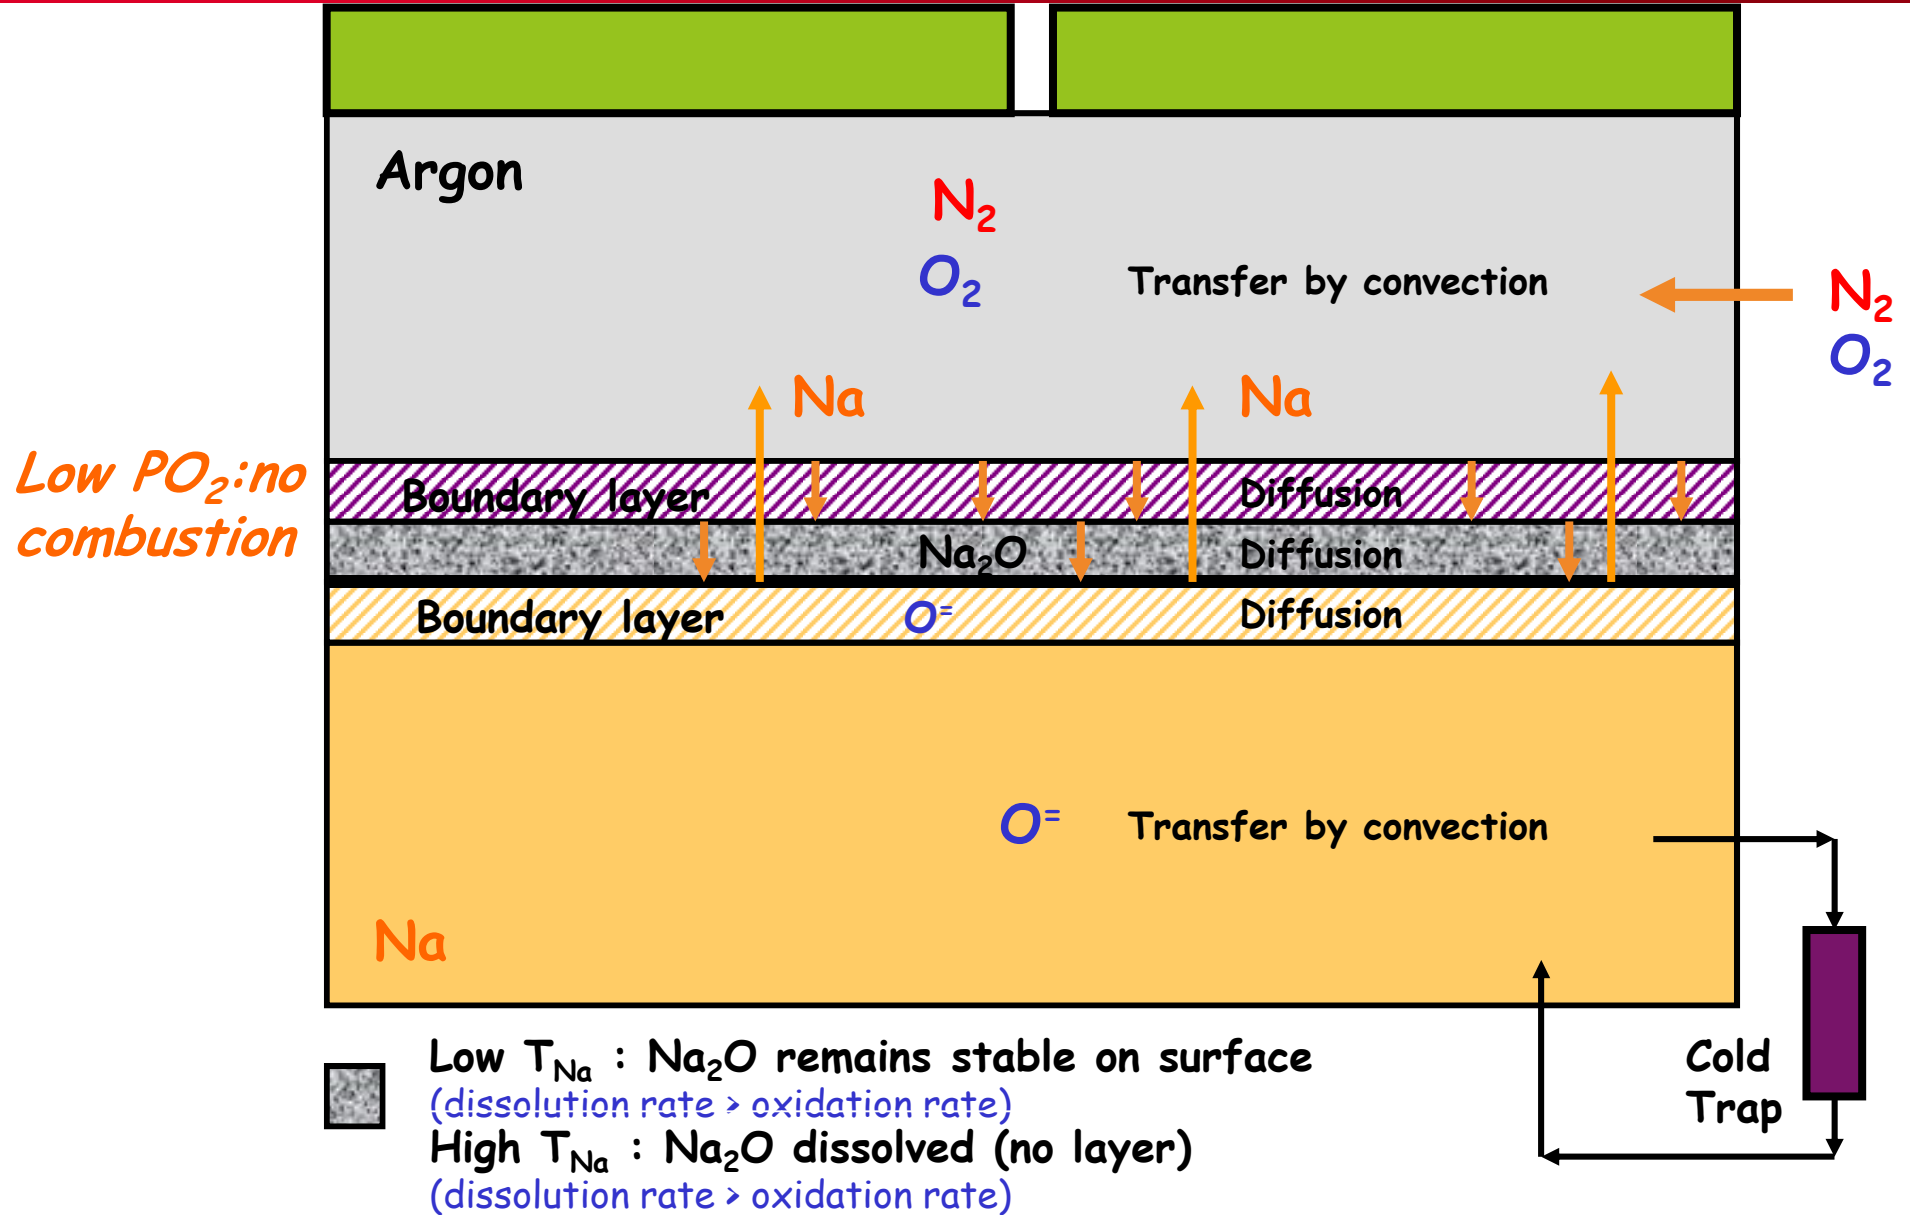 Argon
N₂
O₂
Transfer by convection
N₂
O₂
Na
Na
Low PO₂:no
combustion
Boundary layer
Diffusion
Na₂O
Diffusion
Boundary layer
O⁼
Diffusion
O⁼
Transfer by convection
Na
Low T_Na : Na₂O remains stable on surface
(dissolution rate > oxidation rate)
High T_Na : Na₂O dissolved (no layer)
(dissolution rate > oxidation rate)
Cold
Trap